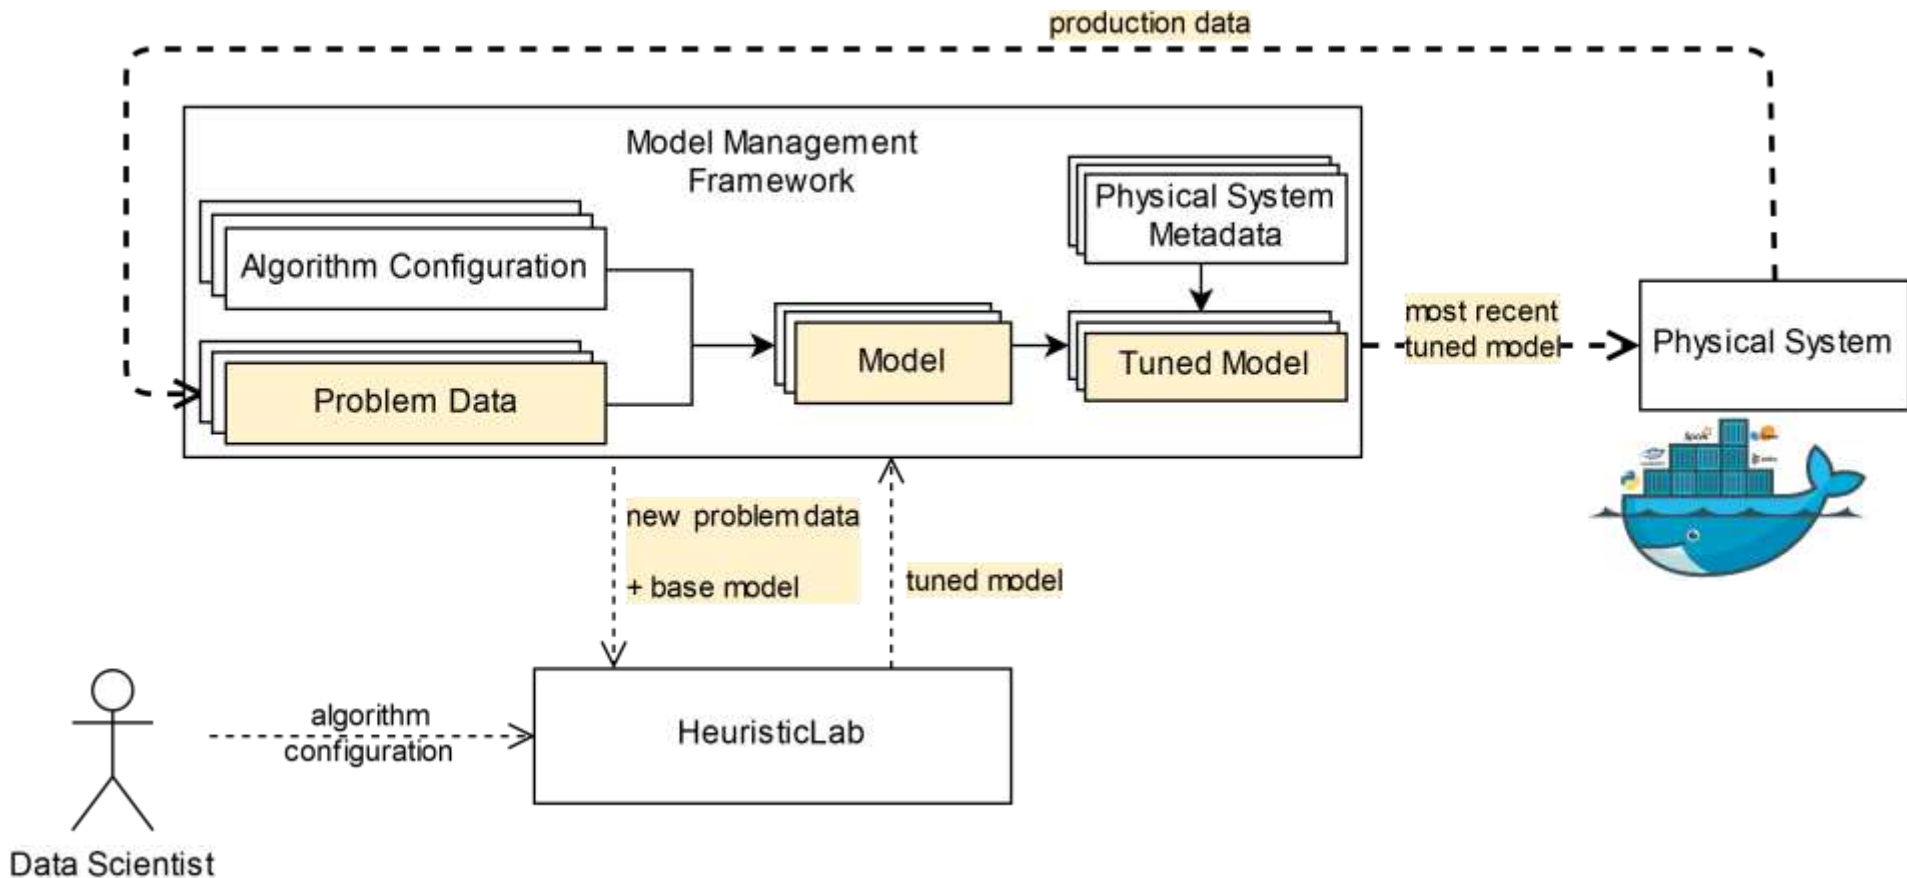 production data
Model Management
Framework
Physical System
Metadata
Algorithm Configuration
most recent
tuned model
Physical System
Model
Tuned Model
Problem Data
new problem data
+ base model
tuned model
algorithm
configuration
HeuristicLab
Data Scientist